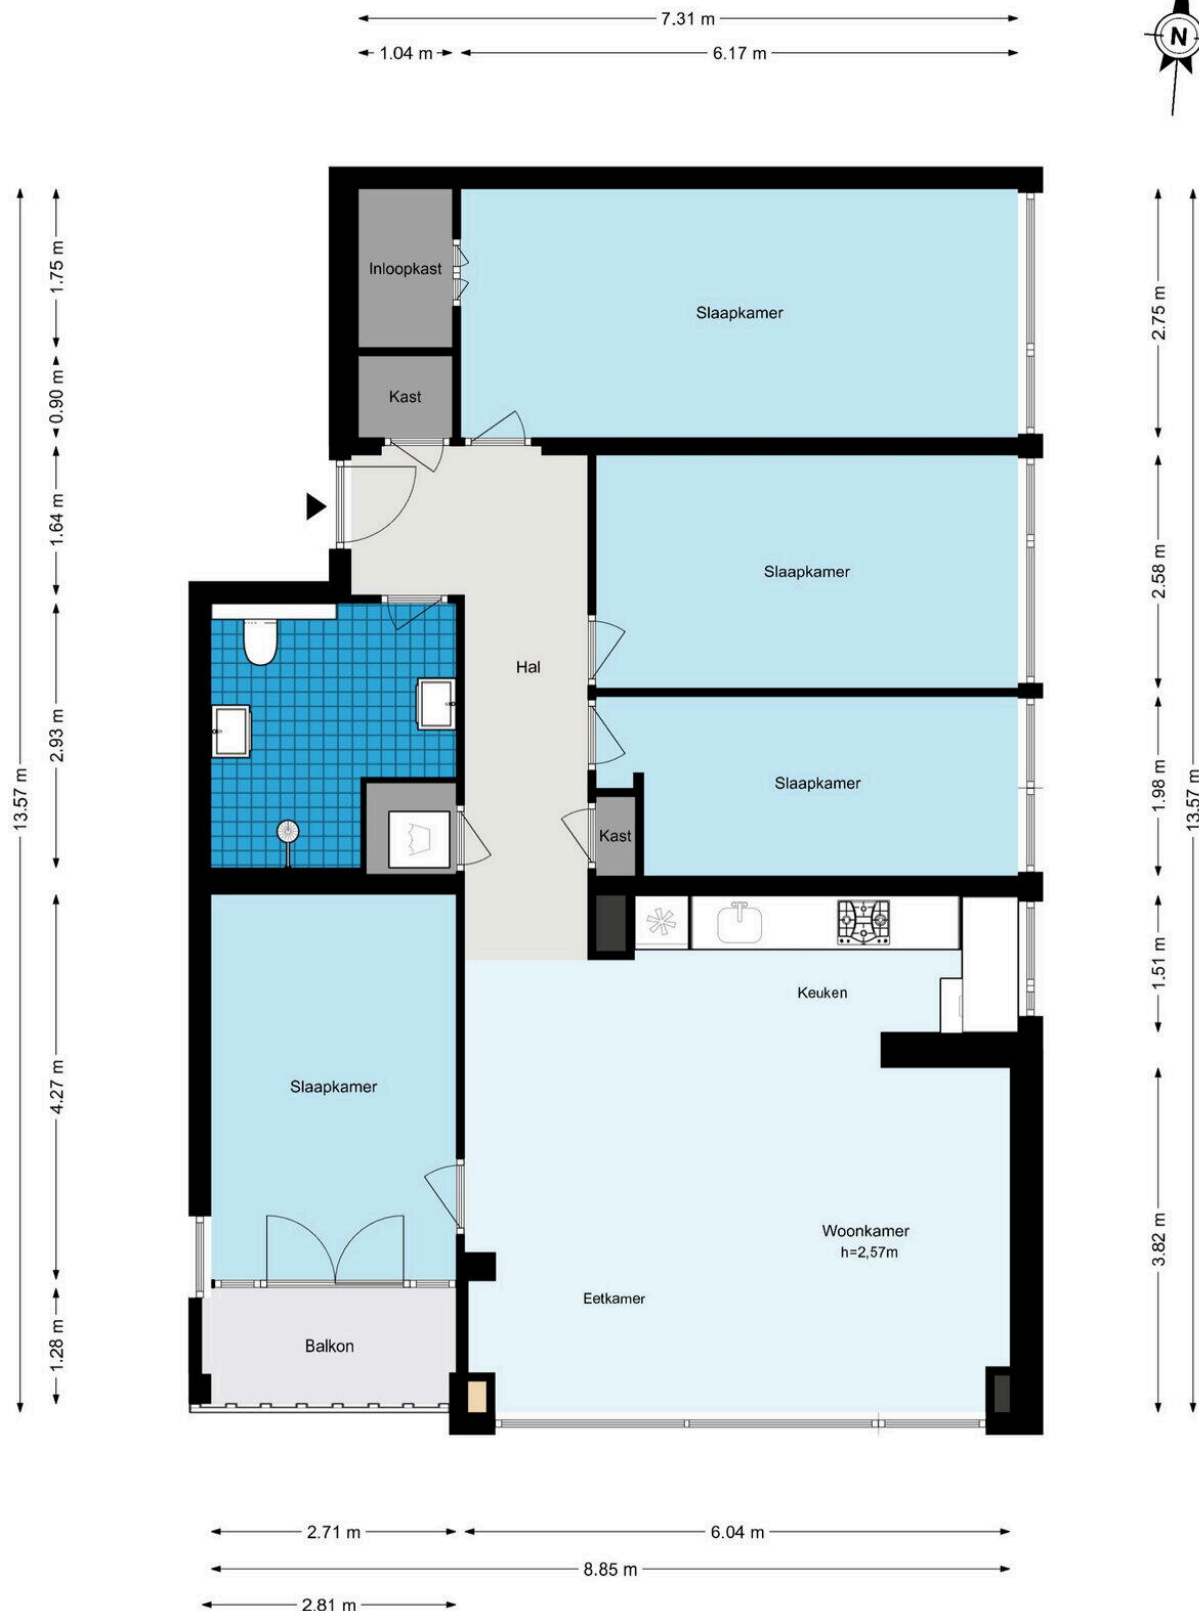 7.31 m
1.04 m
6.17 m
N
Inloopkast
Slaapkamer
Kast
Slaapkamer
Hal
Slaapkamer
Kast
Keuken
Slaapkamer
Woonkamer
h=2,57m
Eetkamer
Balkon
13.57 m
1.75 m
0.90 m
1.64 m
2.93 m
4.27 m
1.28 m
2.75 m
2.58 m
1.98 m
1.51 m
3.82 m
13.57 m
2.71 m
6.04 m
8.85 m
2.81 m